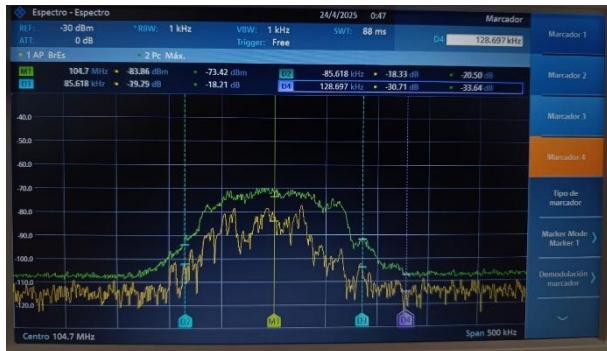 Espectro - Espectro 24/4/2025 0:47 Marcador
REF: -30 dBm *RBW: 1 kHz VBW: 1 kHz SWT: 88 ms
ATT: 0 dB Trigger: Free D4 128.697 kHz
1 AP BrEs 2 Pc Máx.
M1 104.7 MHz -83.86 dBm -73.42 dBm D2 -85.618 kHz -18.33 dB -20.50 dB
D3 85.618 kHz -39.79 dB -18.21 dB D4 128.697 kHz -30.71 dB -33.64 dB
-40.0
-50.0
-60.0
-70.0
-80.0
-90.0
-100.0
-110.0
-120.0
D2 M1 D3 D4
Centro 104.7 MHz Span 500 kHz
Marcador 1
Marcador 2
Marcador 3
Marcador 4
Tipo de
marcador
Marker Mode
Marker 1
Demodulación
marcador